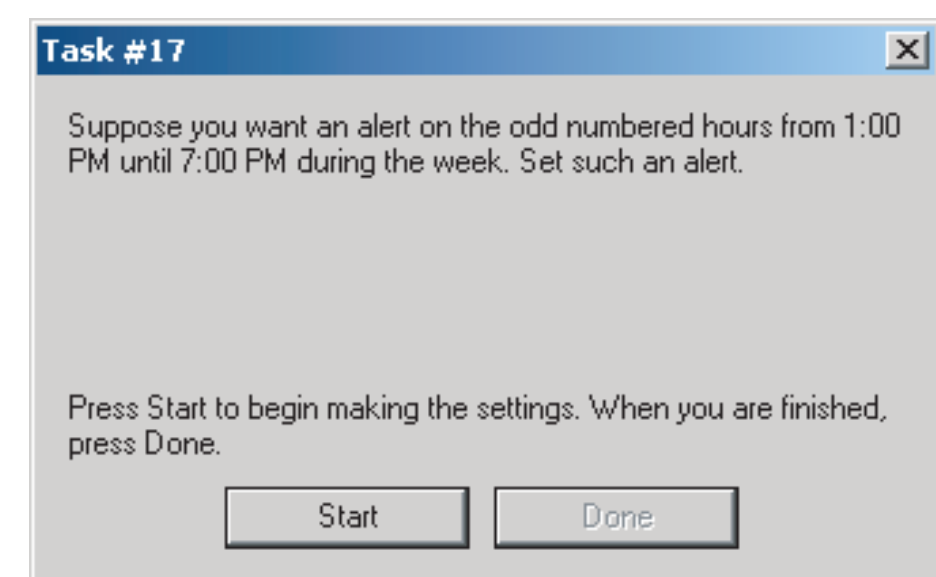 Task #17
Suppose you want an alert on the odd numbered hours from 1:00
PM until 7:00 PM during the week. Set such an alert.
Press Start to begin making the settings. When you are finished,
press Done.
Start
Done